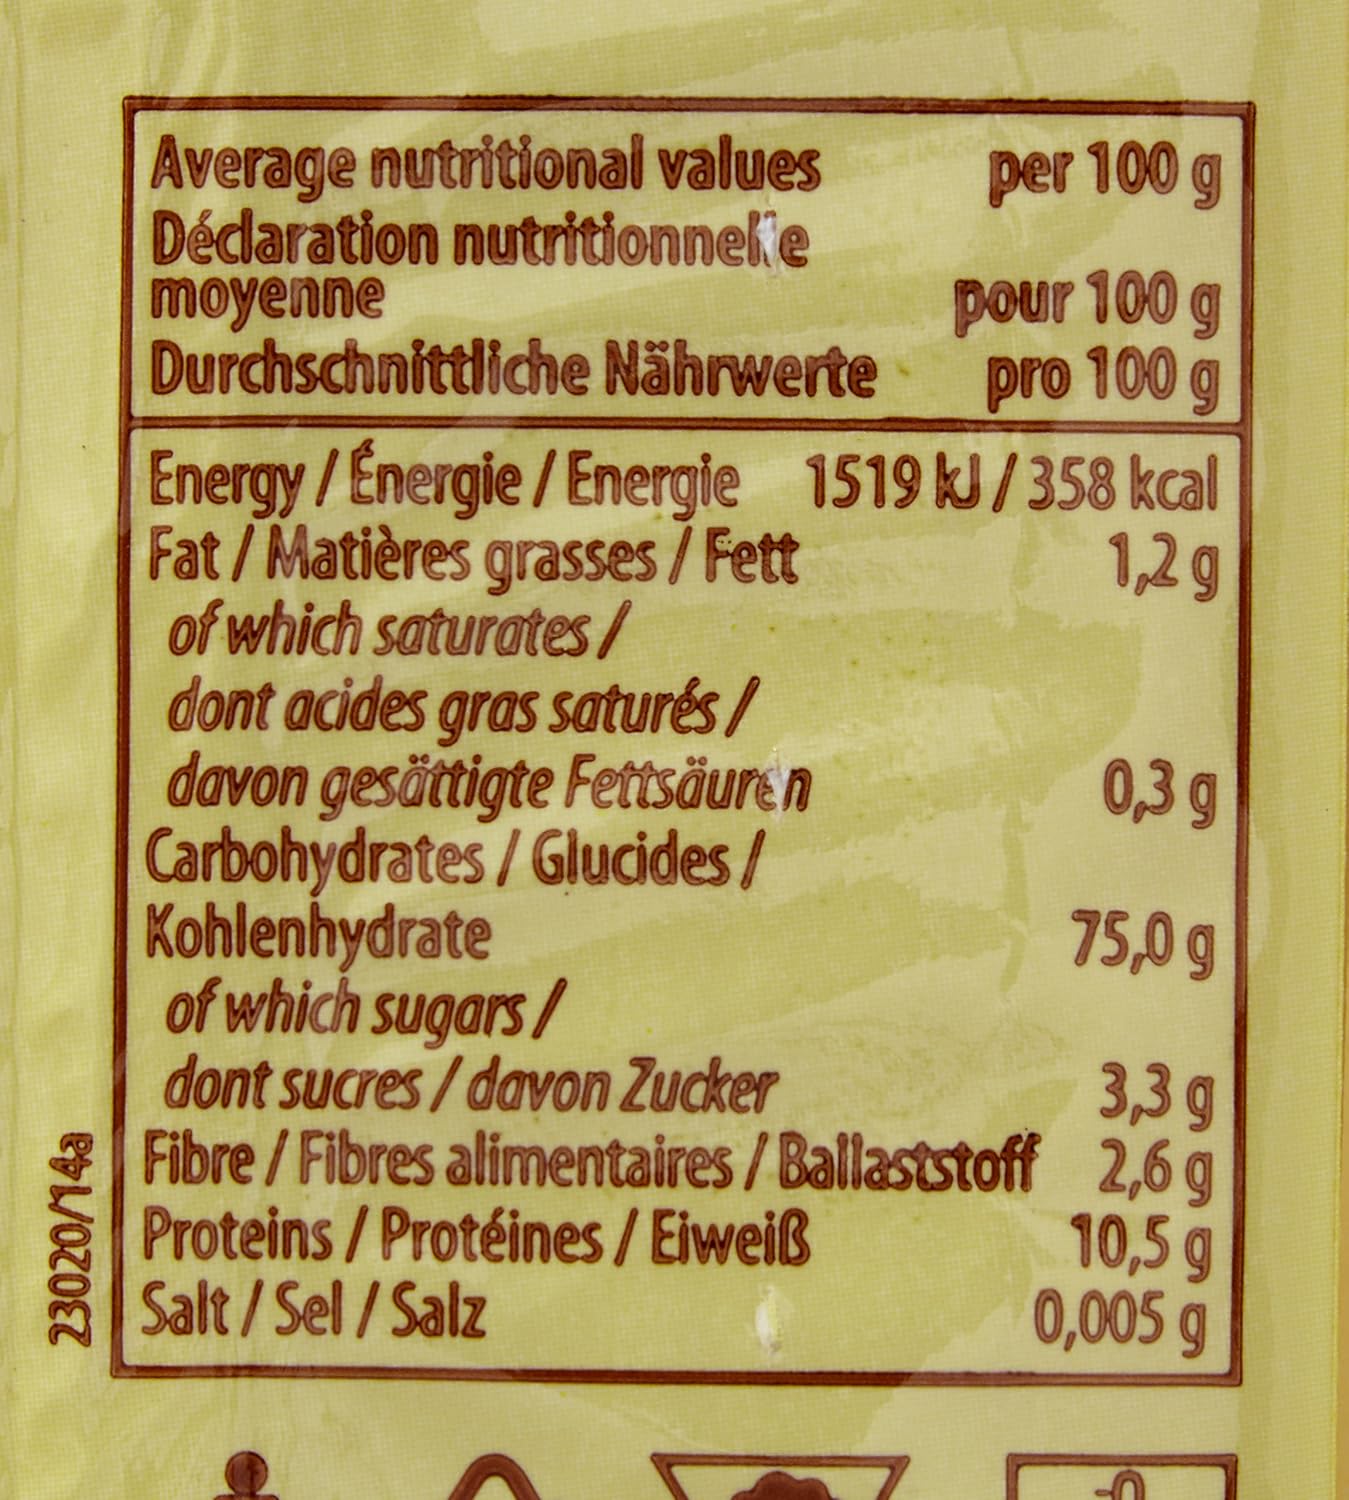 Average nutritional values per 100 g
Déclaration nutritionnelle
moyenne pour 100 g
Durchschnittliche Nährwerte pro 100 g
Energy / Énergie / Energie 1519 kJ / 358 kcal
Fat / Matières grasses / Fett 1,2 g
of which saturates /
dont acides gras saturés /
davon gesättigte Fettsäuren 0,3 g
Carbohydrates / Glucides /
Kohlenhydrate 75,0 g
of which sugars /
dont sucres / davon Zucker 3,3 g
Fibre / Fibres alimentaires / Ballaststoff 2,6 g
Proteins / Protéines / Eiweiß 10,5 g
Salt / Sel / Salz 0,005 g
23020/14a